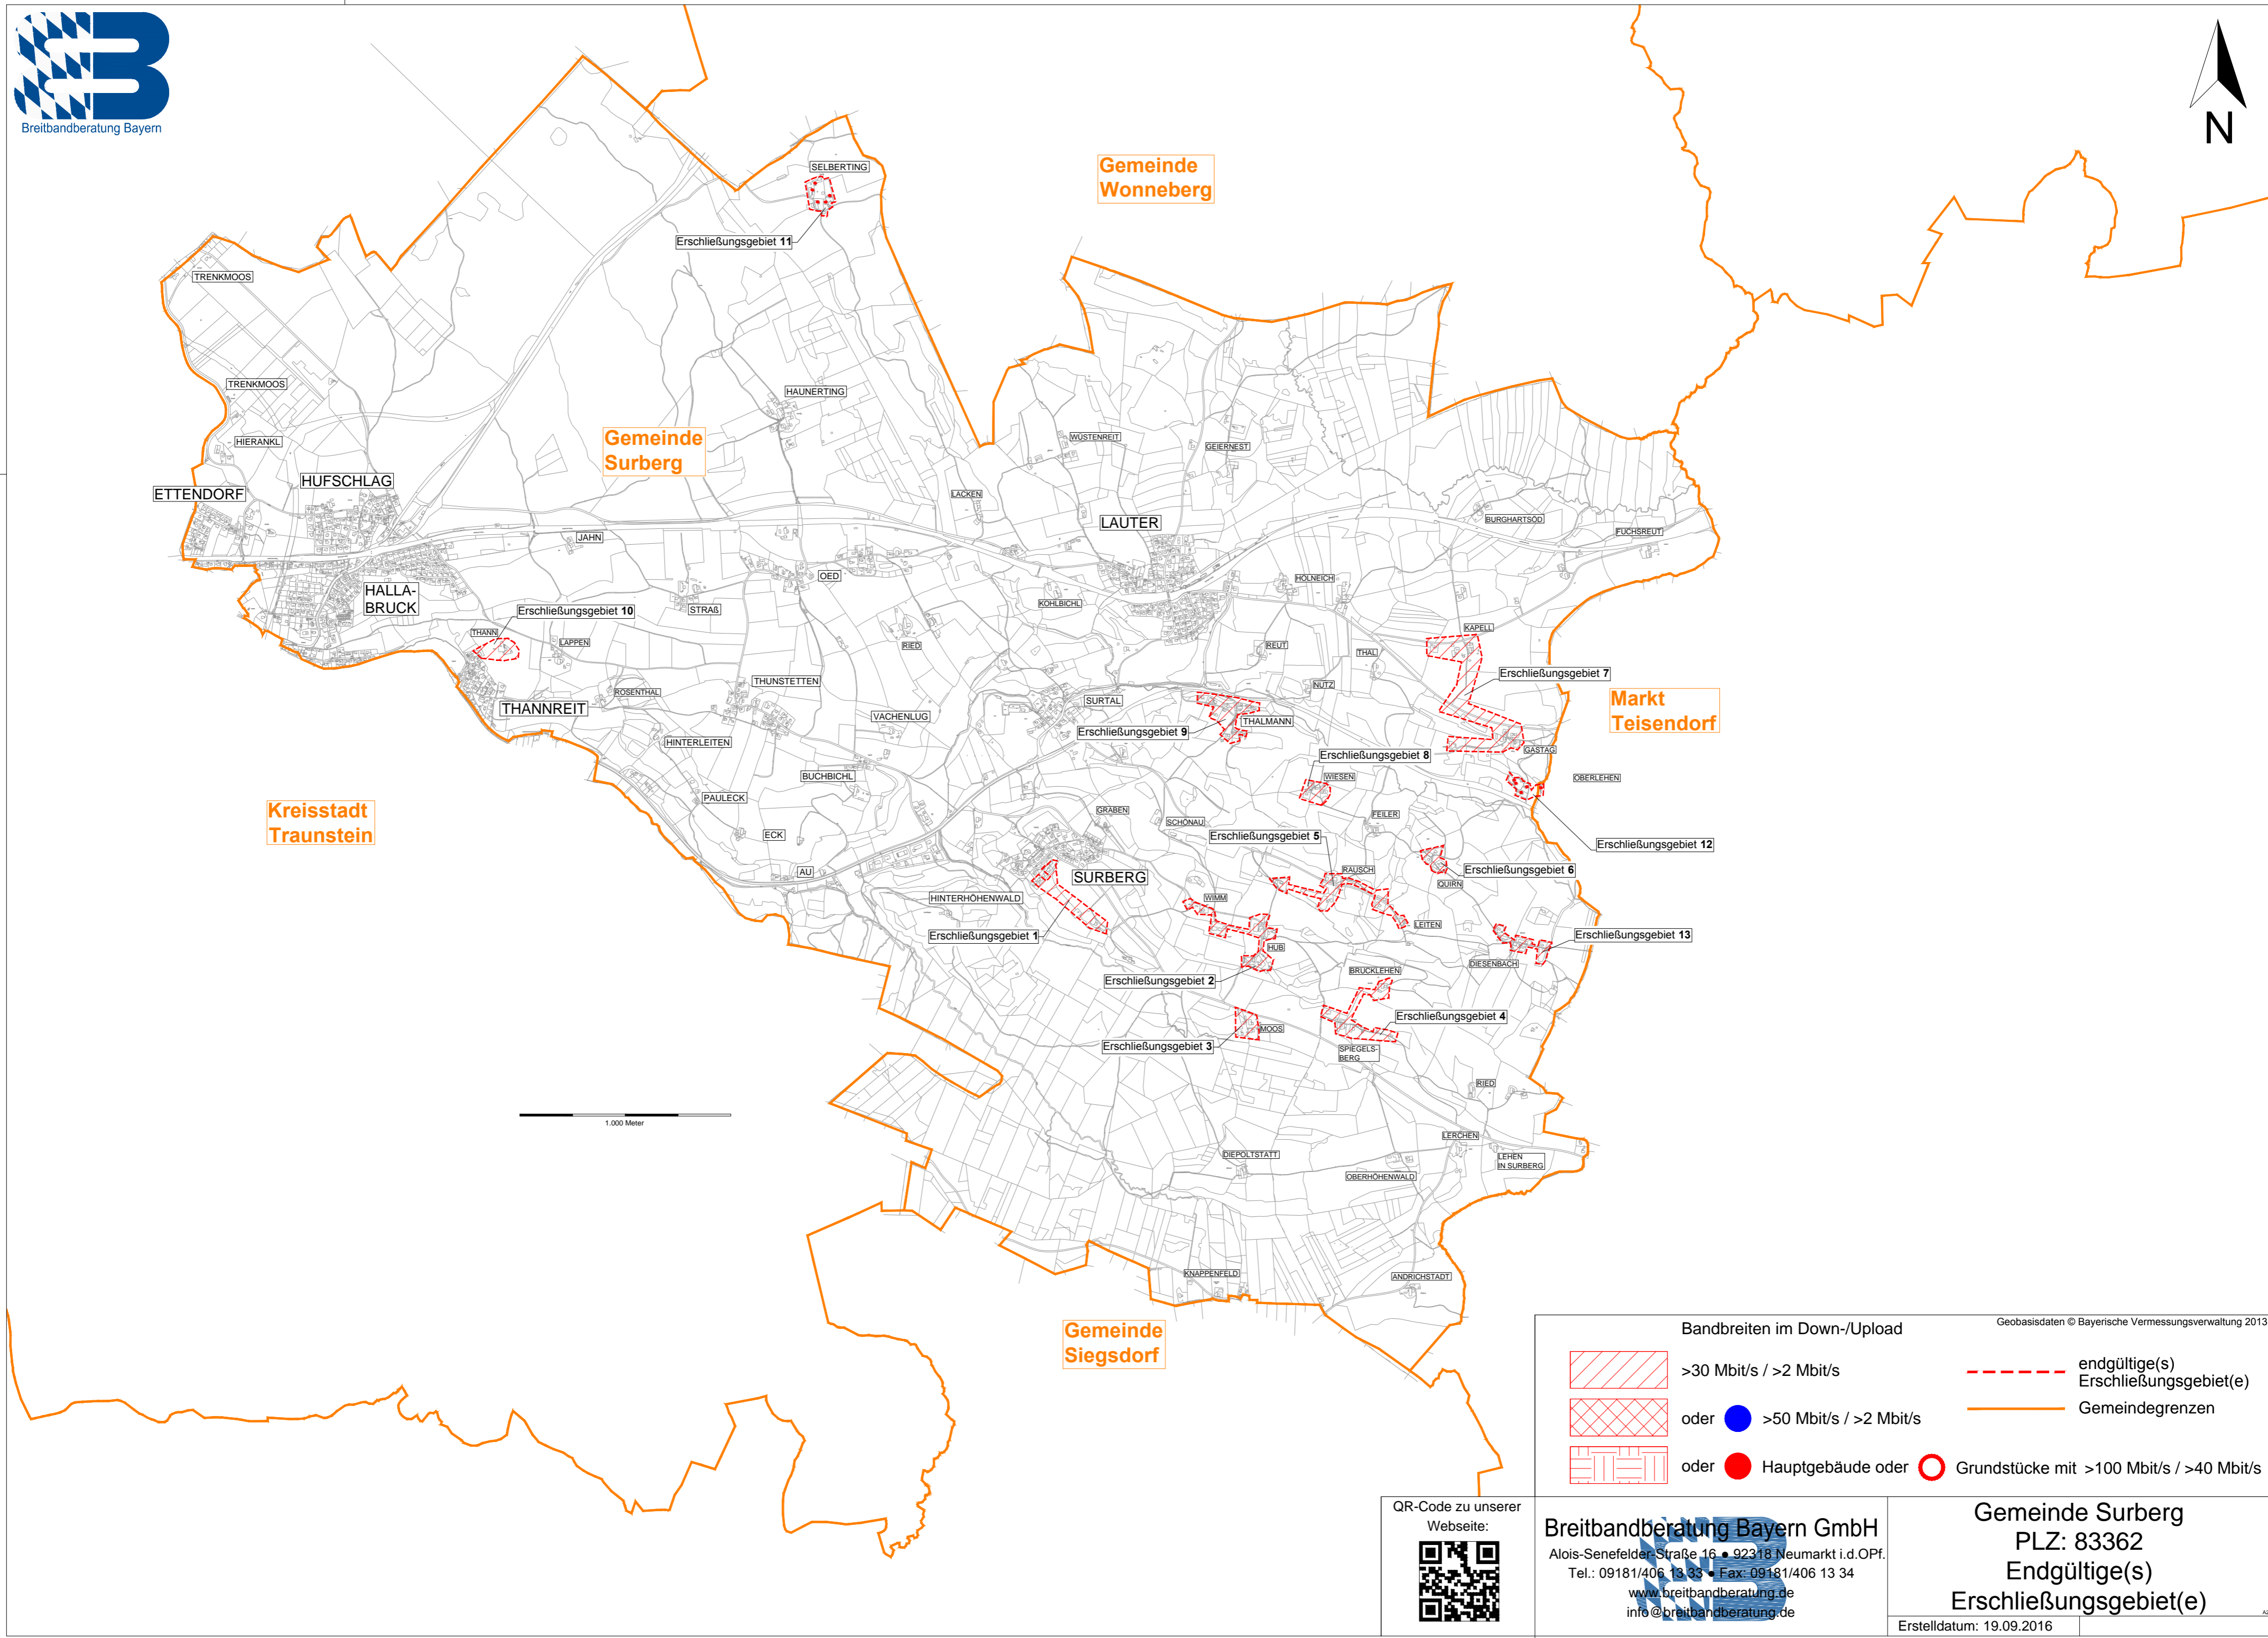 Breitbandberatung Bayern
N
Gemeinde
Wonneberg
SELBERTING
Erschließungsgebiet 11
TRENKMOOS
TRENKMOOS
HAUNERTING
HIERANKL
Gemeinde
Surberg
WÜSTENREIT
GEIERNEST
HUFSCHLAG
ETTENDORF
LACKEN
LAUTER
BURGHARTSÖD
FUCHSREUT
JAHN
OED
HÖLNEICH
HALLA-
BRUCK
STRAß
KOHLBICHL
Erschließungsgebiet 10
THANN
LAPPEN
RIED
REUT
THAL
KAPELL
Erschließungsgebiet 7
THUNSTETTEN
NUTZ
ROSENTHAL
SURTAL
THANNREIT
VACHENLUG
THALMANN
Erschließungsgebiet 9
Markt
Teisendorf
HINTERLEITEN
GASTAG
Erschließungsgebiet 8
BUCHBICHL
WIESEN
OBERLEHEN
PAULECK
Kreisstadt
Traunstein
GRABEN
SCHÖNAU
FEILER
ECK
Erschließungsgebiet 5
Erschließungsgebiet 12
AU
SURBERG
RAUSCH
Erschließungsgebiet 6
QUIRN
HINTERHÖHENWALD
WIMM
LEITEN
Erschließungsgebiet 1
Erschließungsgebiet 13
HUB
DIESENBACH
BRUCKLEHEN
Erschließungsgebiet 2
Erschließungsgebiet 4
MOOS
Erschließungsgebiet 3
SPIEGELS-
BERG
RIED
1.000 Meter
LERCHEN
DIEPOLTSTATT
LEHEN
IN SURBERG
OBERHÖHENWALD
KNAPPENFELD
ANDRICHSTADT
Gemeinde
Siegsdorf
Bandbreiten im Down-/Upload
Geobasisdaten © Bayerische Vermessungsverwaltung 2013
>30 Mbit/s / >2 Mbit/s
endgültige(s)
Erschließungsgebiet(e)
oder >50 Mbit/s / >2 Mbit/s
Gemeindegrenzen
oder Hauptgebäude oder Grundstücke mit >100 Mbit/s / >40 Mbit/s
QR-Code zu unserer
Webseite:
Breitbandberatung Bayern GmbH
Alois-Senefelder-Straße 16 ● 92318 Neumarkt i.d.OPf.
Tel.: 09181/406 13 33 ● Fax: 09181/406 13 34
www.breitbandberatung.de
info@breitbandberatung.de
Gemeinde Surberg
PLZ: 83362
Endgültige(s)
Erschließungsgebiet(e)
Erstelldatum: 19.09.2016